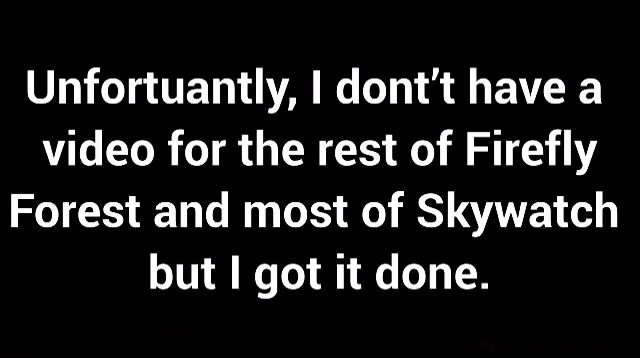 Unfortuantly, I dont’t have a
video for the rest of Firefly
Forest and most of Skywatch
but I got it done.